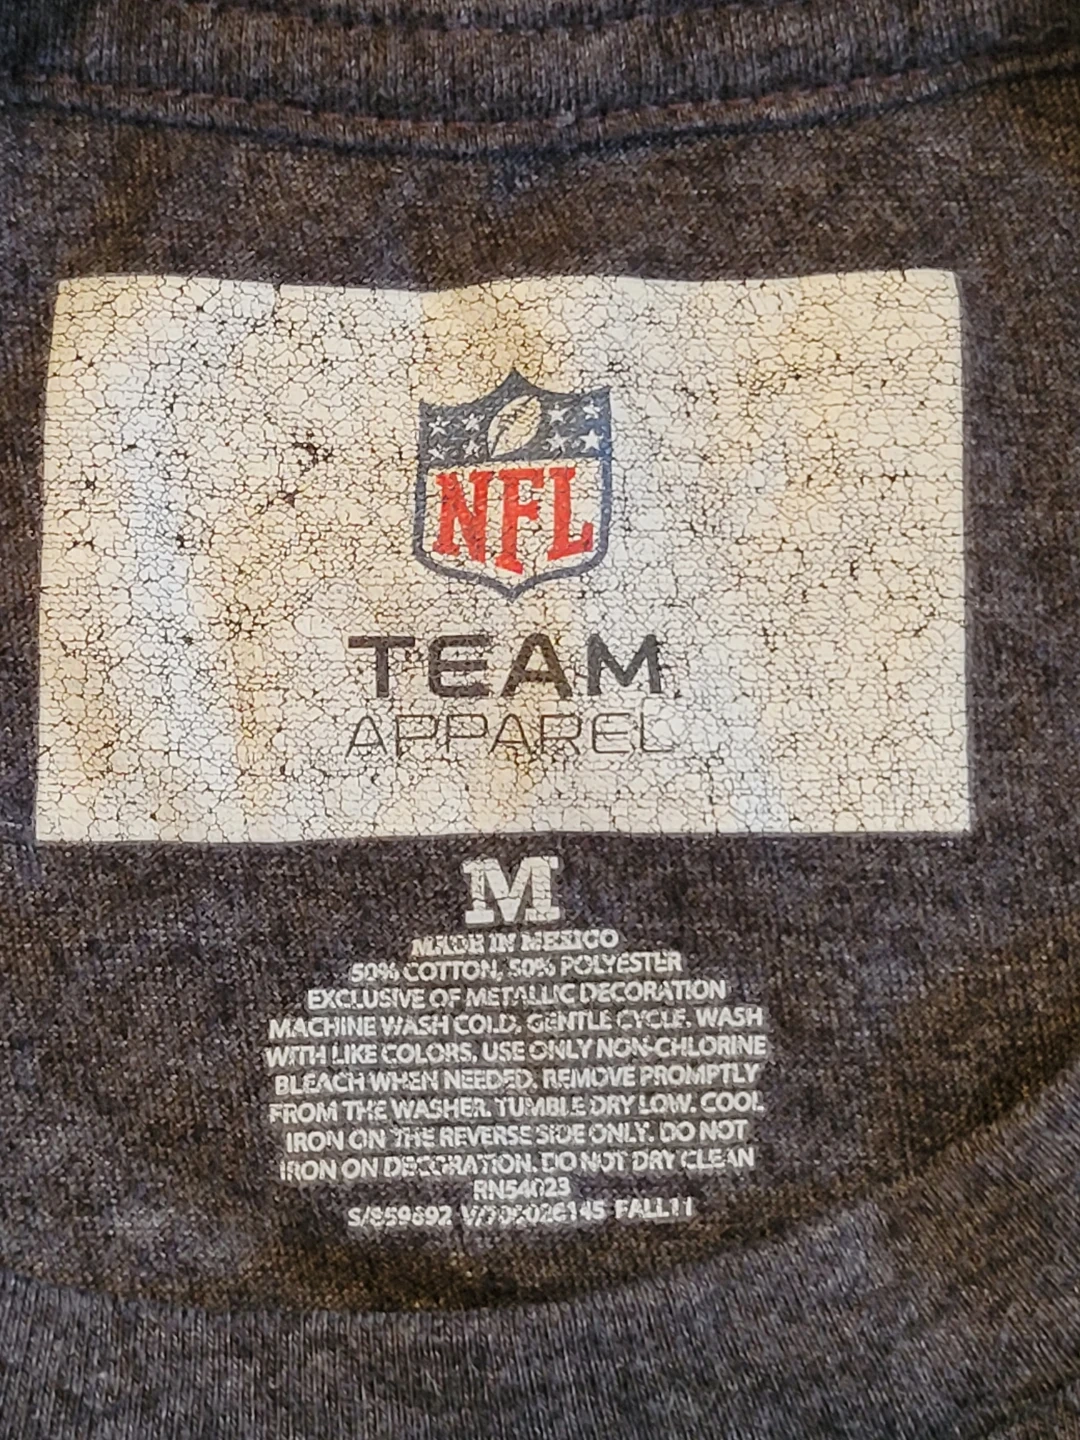 NFL
TEAM
APPAREL
M
MADE IN MEXICO
50% COTTON, 50% POLYESTER
EXCLUSIVE OF METALLIC DECORATION
MACHINE WASH COLD, GENTLE CYCLE. WASH
WITH LIKE COLORS, USE ONLY NON-CHLORINE
BLEACH WHEN NEEDED. REMOVE PROMPTLY
FROM THE WASHER. TUMBLE DRY LOW. COOL
IRON ON THE REVERSE SIDE ONLY. DO NOT
IRON ON DECORATION. DO NOT DRY CLEAN
RN54023
FALL11